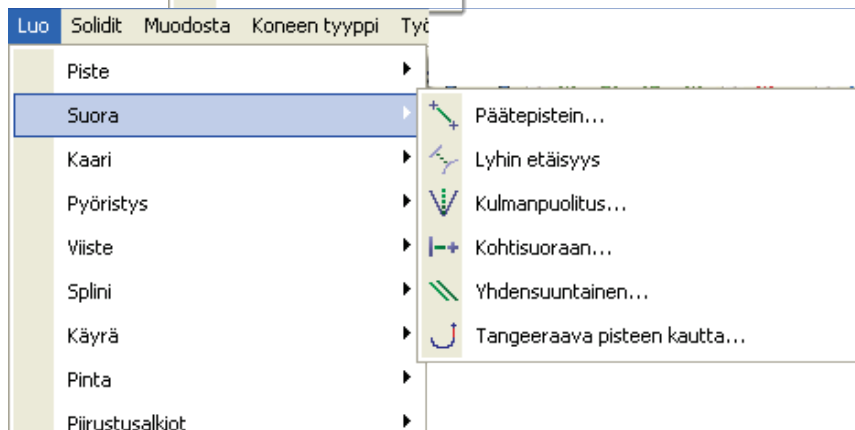 Luo Solidit Muodosta Koneen tyyppi
Piste
Suora
Kaari
Pyöristys
Viiste
Splini
Käyrä
Pinta
Piirustusalkiot
Päätepistein...
Lyhin etäisyys
Kulmanpuolitus...
Kohtisuoraan...
Yhdensuuntainen...
Tangeeraava pisteen kautta...